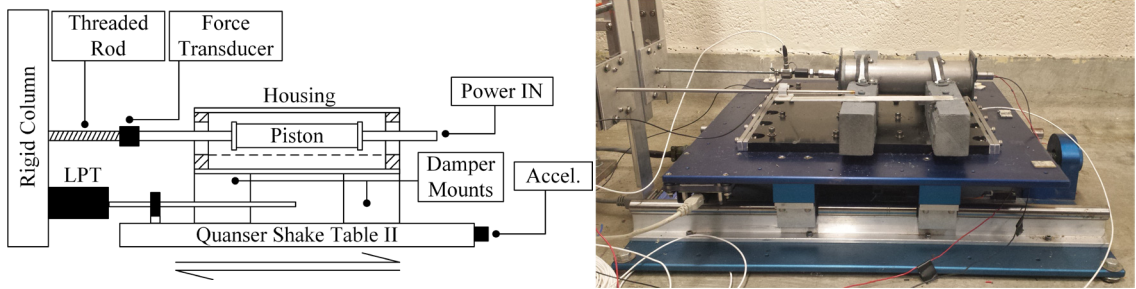 Threaded
Rod
Force
Transducer
Rigid Column
Housing
Power IN
Piston
LPT
Damper
Mounts
Accel.
Quanser Shake Table II